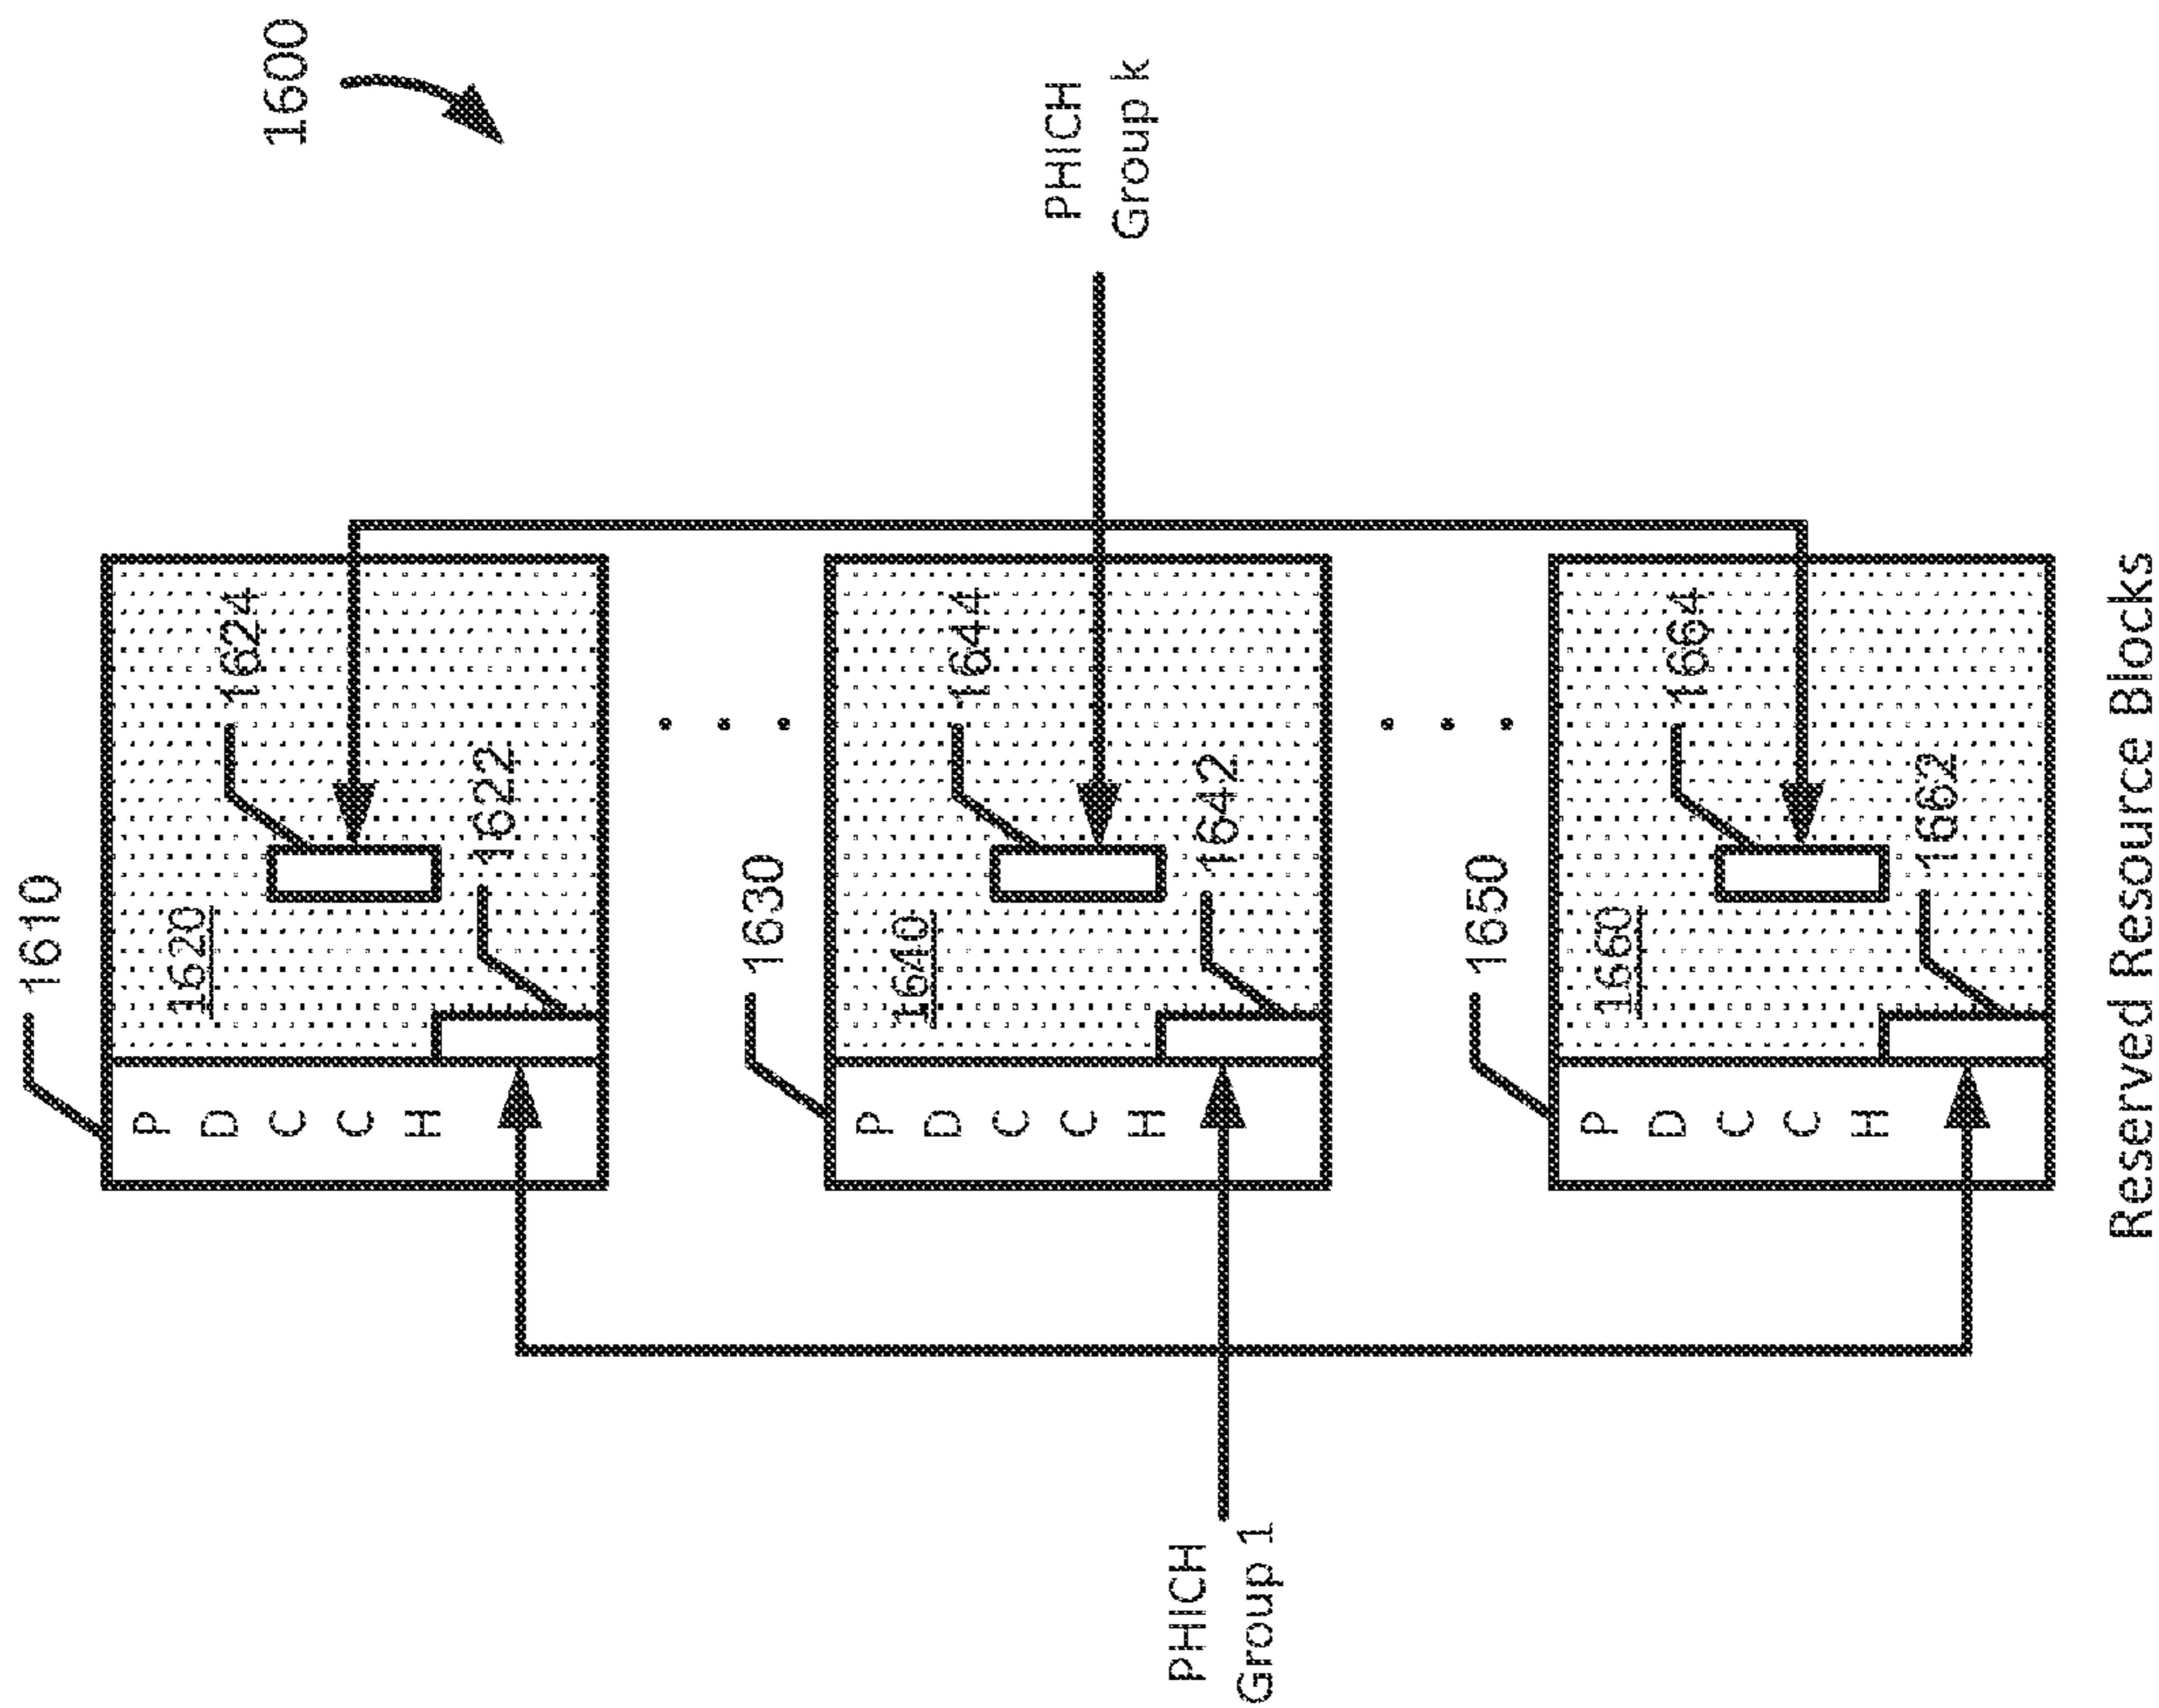 1600
1610
P
D
C
C
H
1620
1624
1622
1630
P
D
C
C
H
1640
1644
1642
PHICH
Group k
PHICH
Group 1
1650
P
D
C
C
H
1660
1664
1662
Reserved Resource Blocks